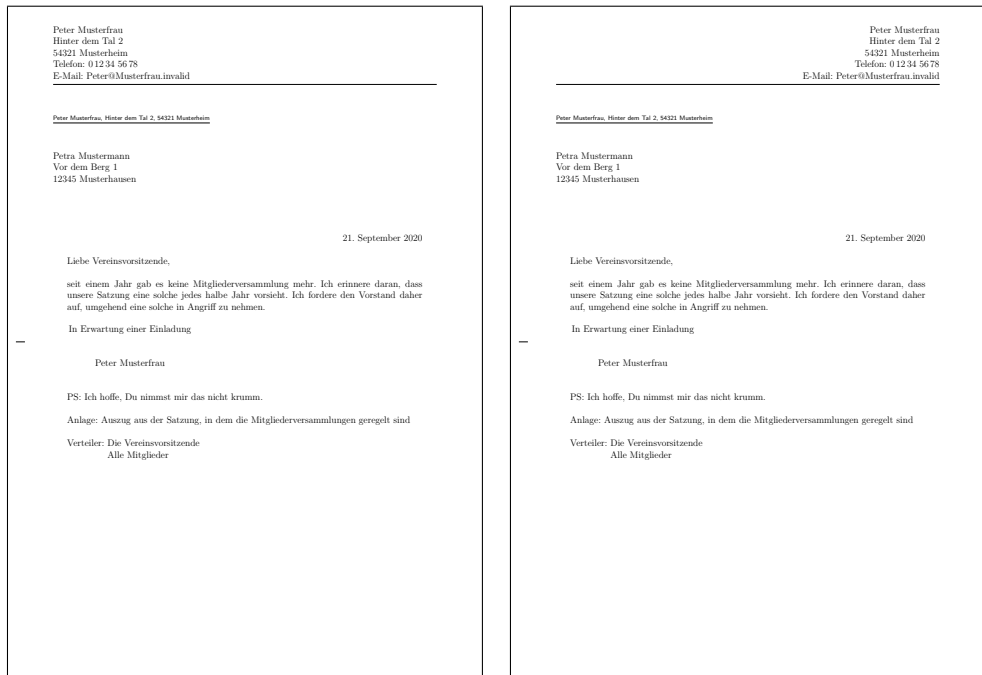 Peter Musterfrau
Hinter dem Tal 2
54321 Musterheim
Telefon: 0 12 34 56 78
E-Mail: Peter@Musterfrau.invalid
Peter Musterfrau, Hinter dem Tal 2, 54321 Musterheim
Petra Mustermann
Vor dem Berg 1
12345 Musterhausen
21. September 2020
Liebe Vereinsvorsitzende,
seit einem Jahr gab es keine Mitgliederversammlung mehr. Ich erinnere daran, dass
unsere Satzung eine solche jedes halbe Jahr vorsieht. Ich fordere den Vorstand daher
auf, umgehend eine solche in Angriff zu nehmen.
In Erwartung einer Einladung
Peter Musterfrau
PS: Ich hoffe, Du nimmst mir das nicht krumm.
Anlage: Auszug aus der Satzung, in dem die Mitgliederversammlungen geregelt sind
Verteiler: Die Vereinsvorsitzende
Alle Mitglieder
Peter Musterfrau
Hinter dem Tal 2
54321 Musterheim
Telefon: 0 12 34 56 78
E-Mail: Peter@Musterfrau.invalid
Peter Musterfrau, Hinter dem Tal 2, 54321 Musterheim
Petra Mustermann
Vor dem Berg 1
12345 Musterhausen
21. September 2020
Liebe Vereinsvorsitzende,
seit einem Jahr gab es keine Mitgliederversammlung mehr. Ich erinnere daran, dass
unsere Satzung eine solche jedes halbe Jahr vorsieht. Ich fordere den Vorstand daher
auf, umgehend eine solche in Angriff zu nehmen.
In Erwartung einer Einladung
Peter Musterfrau
PS: Ich hoffe, Du nimmst mir das nicht krumm.
Anlage: Auszug aus der Satzung, in dem die Mitgliederversammlungen geregelt sind
Verteiler: Die Vereinsvorsitzende
Alle Mitglieder